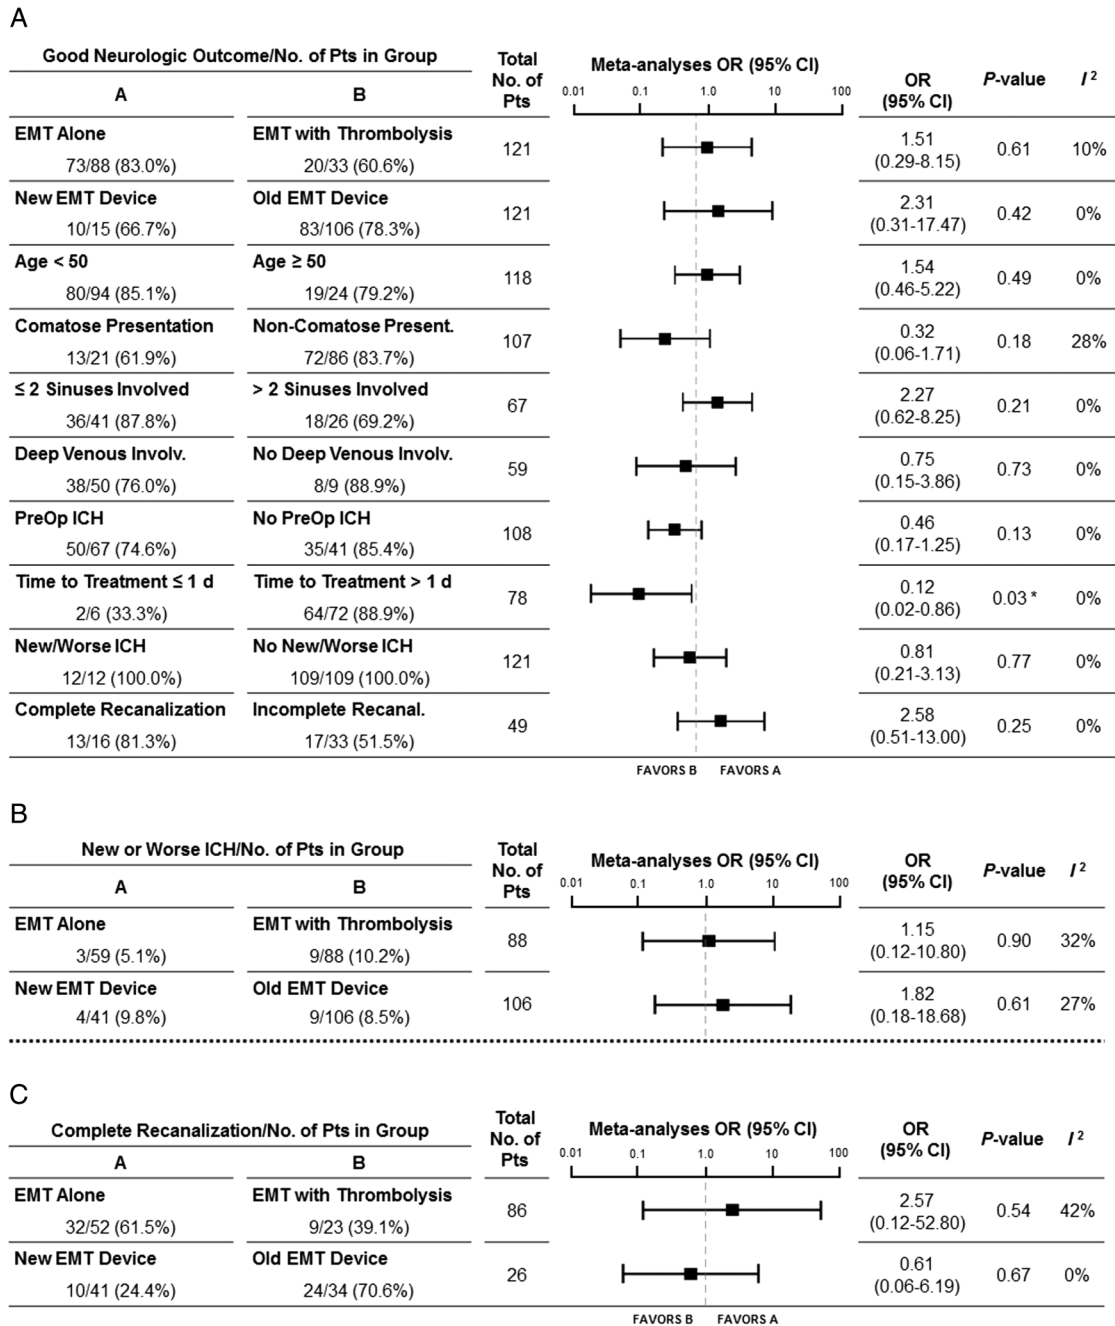 A
Good Neurologic Outcome/No. of Pts in Group
Total No. of Pts
Meta-analyses OR (95% CI)
OR (95% CI)
P-value
I 2
A B
0.01 0.1 1.0 10 100
EMT Alone EMT with Thrombolysis
73/88 (83.0%) 20/33 (60.6%) 121 1.51 (0.29-8.15) 0.61 10%
New EMT Device Old EMT Device
10/15 (66.7%) 83/106 (78.3%) 121 2.31 (0.31-17.47) 0.42 0%
Age < 50 Age ≥ 50
80/94 (85.1%) 19/24 (79.2%) 118 1.54 (0.46-5.22) 0.49 0%
Comatose Presentation Non-Comatose Present.
13/21 (61.9%) 72/86 (83.7%) 107 0.32 (0.06-1.71) 0.18 28%
≤ 2 Sinuses Involved > 2 Sinuses Involved
36/41 (87.8%) 18/26 (69.2%) 67 2.27 (0.62-8.25) 0.21 0%
Deep Venous Involv. No Deep Venous Involv.
38/50 (76.0%) 8/9 (88.9%) 59 0.75 (0.15-3.86) 0.73 0%
PreOp ICH No PreOp ICH
50/67 (74.6%) 35/41 (85.4%) 108 0.46 (0.17-1.25) 0.13 0%
Time to Treatment ≤ 1 d Time to Treatment > 1 d
2/6 (33.3%) 64/72 (88.9%) 78 0.12 (0.02-0.86) 0.03 * 0%
New/Worse ICH No New/Worse ICH
12/12 (100.0%) 109/109 (100.0%) 121 0.81 (0.21-3.13) 0.77 0%
Complete Recanalization Incomplete Recanal.
13/16 (81.3%) 17/33 (51.5%) 49 2.58 (0.51-13.00) 0.25 0%
FAVORS B FAVORS A
B
New or Worse ICH/No. of Pts in Group
Total No. of Pts
Meta-analyses OR (95% CI)
OR (95% CI)
P-value
I 2
A B
0.01 0.1 1.0 10 100
EMT Alone EMT with Thrombolysis
3/59 (5.1%) 9/88 (10.2%) 88 1.15 (0.12-10.80) 0.90 32%
New EMT Device Old EMT Device
4/41 (9.8%) 9/106 (8.5%) 106 1.82 (0.18-18.68) 0.61 27%
C
Complete Recanalization/No. of Pts in Group
Total No. of Pts
Meta-analyses OR (95% CI)
OR (95% CI)
P-value
I 2
A B
0.01 0.1 1.0 10 100
EMT Alone EMT with Thrombolysis
32/52 (61.5%) 9/23 (39.1%) 86 2.57 (0.12-52.80) 0.54 42%
New EMT Device Old EMT Device
10/41 (24.4%) 24/34 (70.6%) 26 0.61 (0.06-6.19) 0.67 0%
FAVORS B FAVORS A